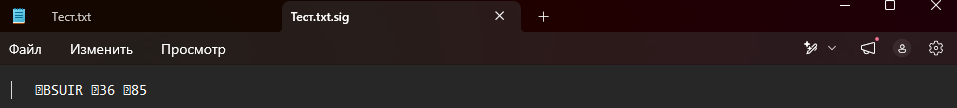 Тест.txt Тест.txt.sig
Файл Изменить Просмотр
BSUIR 36 85